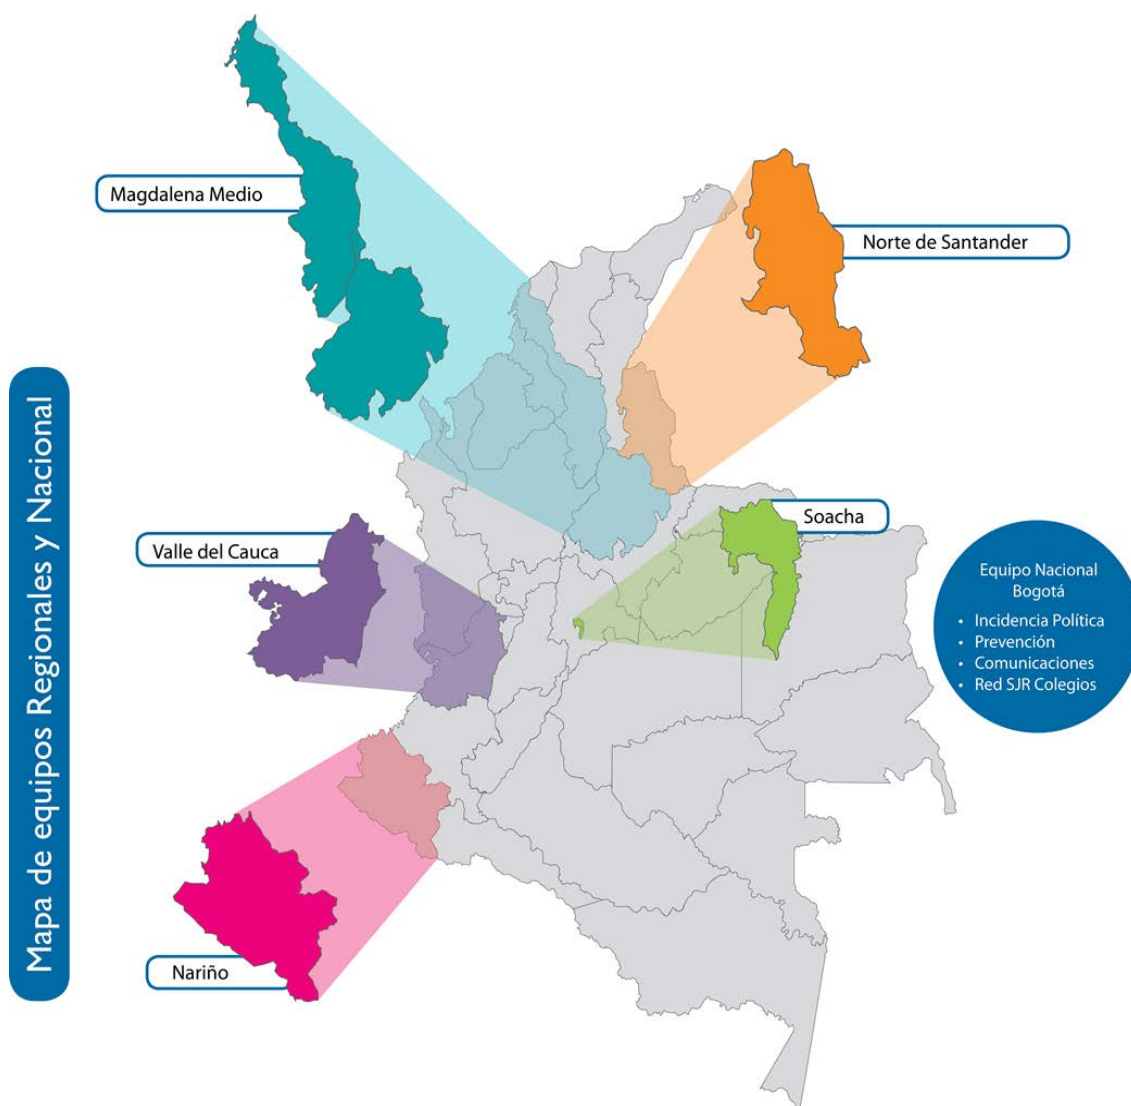 Mapa de equipos Regionales y Nacional
Magdalena Medio
Norte de Santander
Soacha
Valle del Cauca
Equipo Nacional
Bogotá
• Incidencia Política
• Prevención
• Comunicaciones
• Red SJR Colegios
Nariño